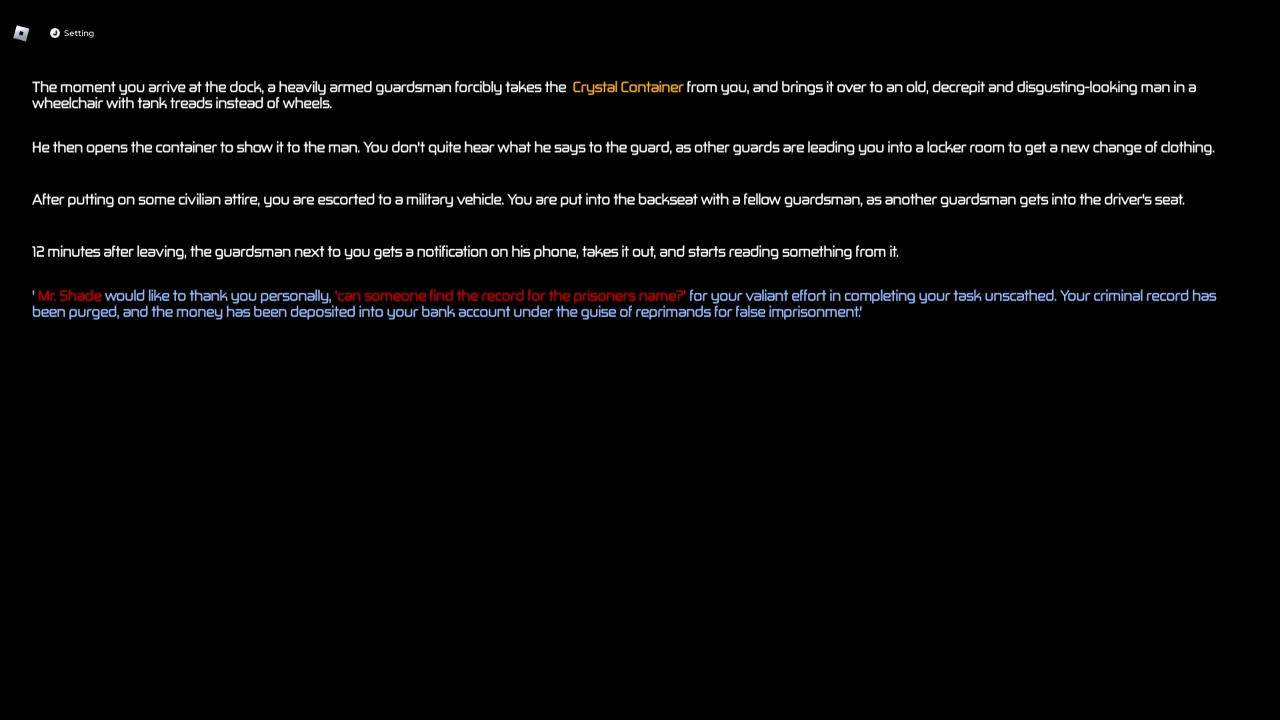 Setting
The moment you arrive at the dock, a heavily armed guardsman forcibly takes the Crystal Container from you, and brings it over to an old, decrepit and disgusting-looking man in a
wheelchair with tank treads instead of wheels.
He then opens the container to show it to the man. You don't quite hear what he says to the guard, as other guards are leading you into a locker room to get a new change of clothing.
After putting on some civilian attire, you are escorted to a military vehicle. You are put into the backseat with a fellow guardsman, as another guardsman gets into the driver's seat.
12 minutes after leaving, the guardsman next to you gets a notification on his phone, takes it out, and starts reading something from it.
' Mr. Shade would like to thank you personally, 'can someone find the record for the prisoners name?' for your valiant effort in completing your task unscathed. Your criminal record has
been purged, and the money has been deposited into your bank account under the guise of reprimands for false imprisonment.'